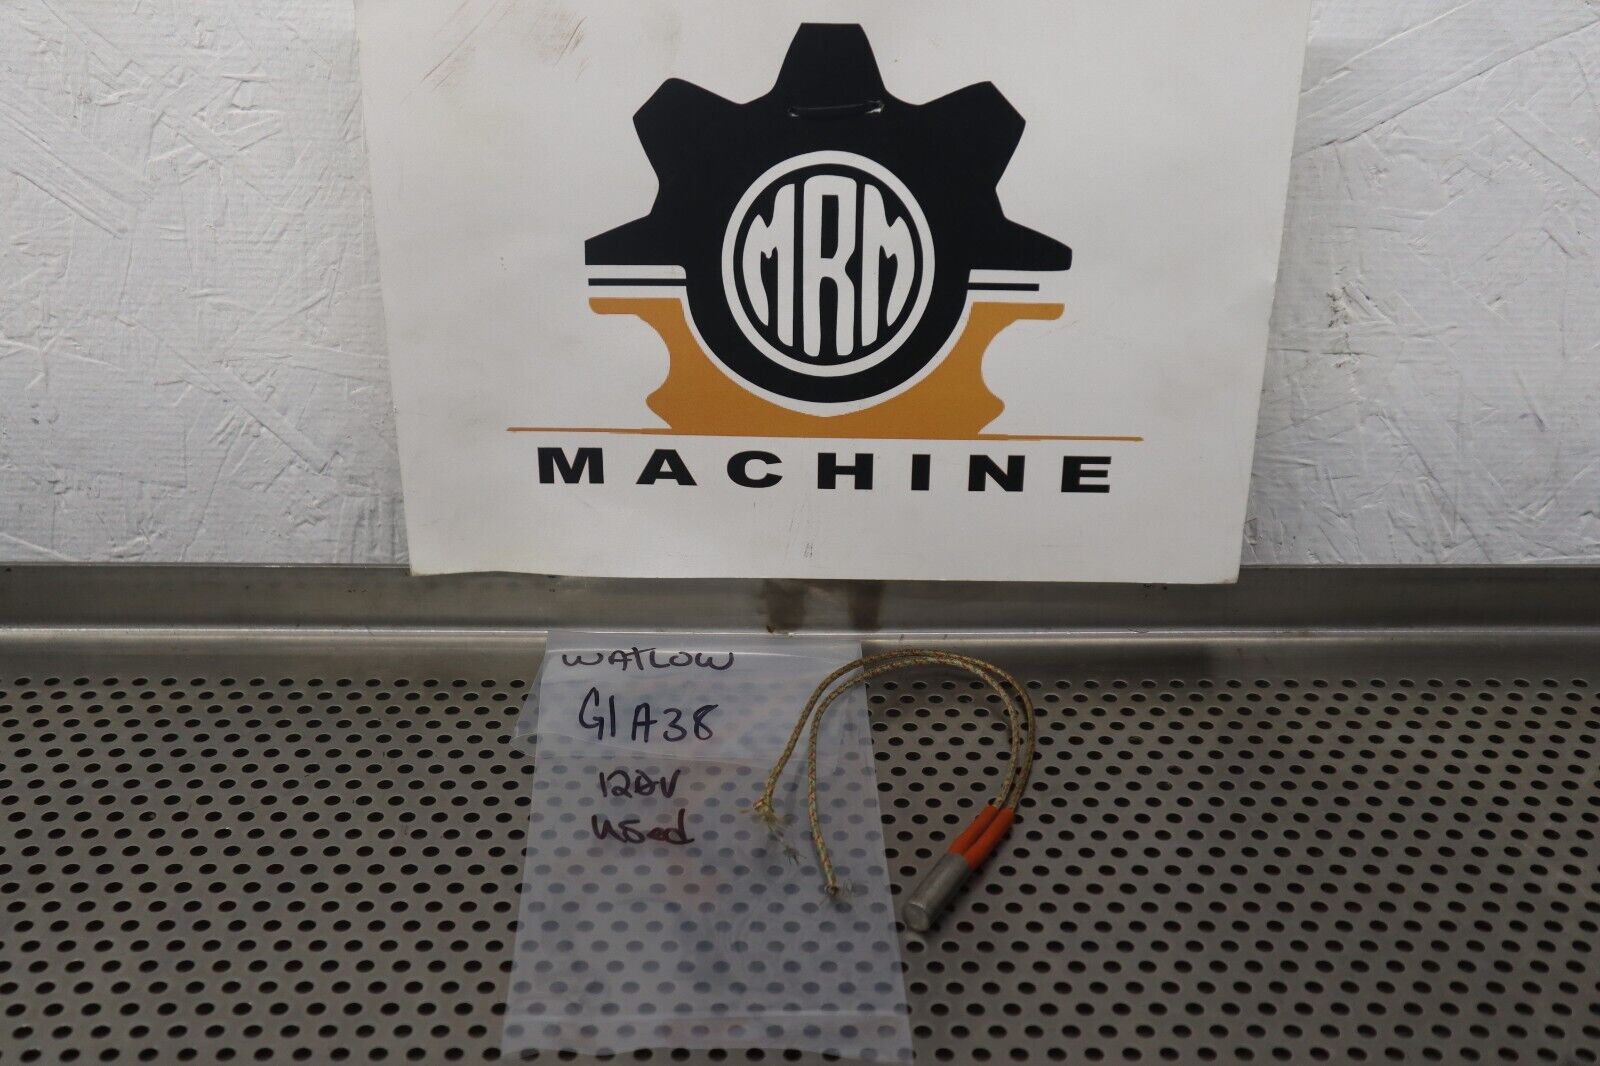 MRM
MACHINE
WATLOW
G1A38
120V
used